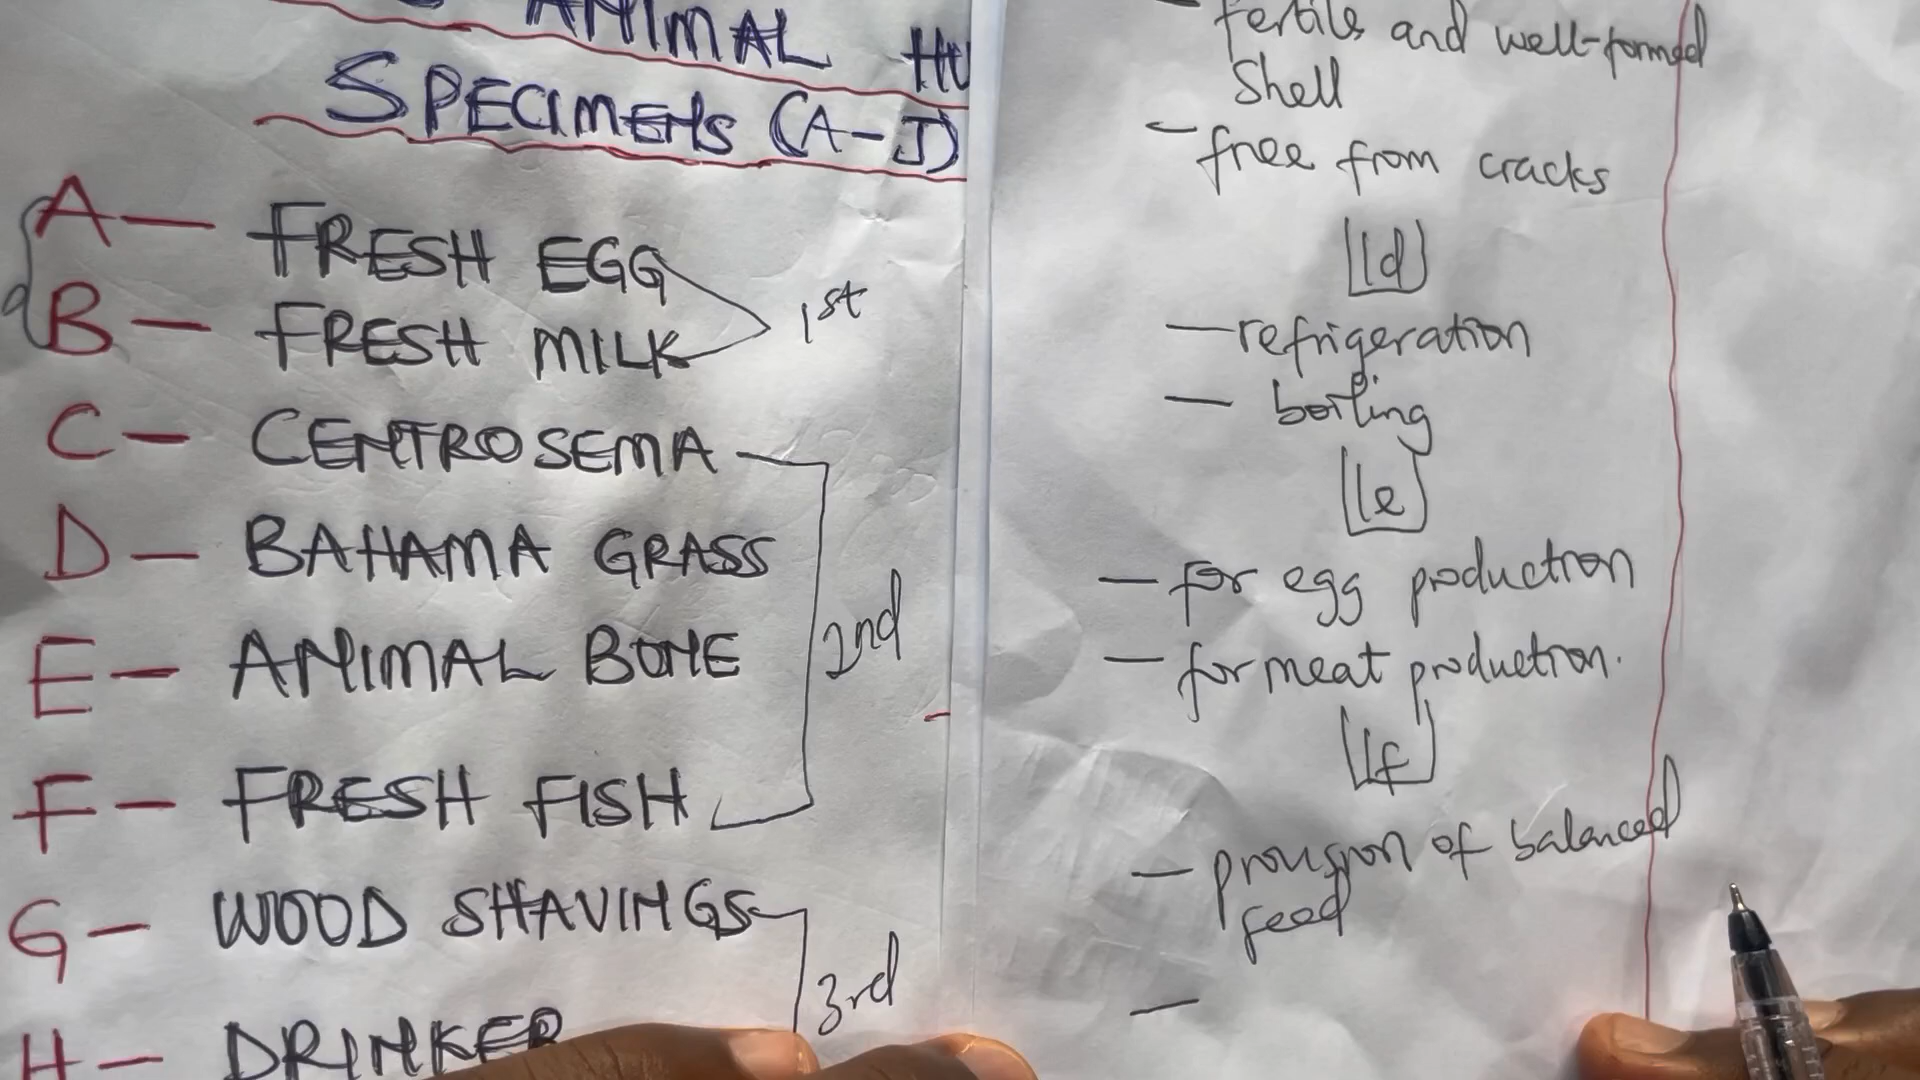 ANIMAL HU
SPECIMENS (A-J)
A- FRESH EGG
B- FRESH MILK
1st
C- CENTROSEMA
D- BAHAMA GRASS
E- ANIMAL BONE
F- FRESH FISH
2nd
G- WOOD SHAVINGS
H- DRINKER
3rd
- fertile and well-formed
shell
- free from cracks
1d
- refrigeration
- boiling
1e
- for egg production
- for meat production.
1f
- provision of balanced
feed
-